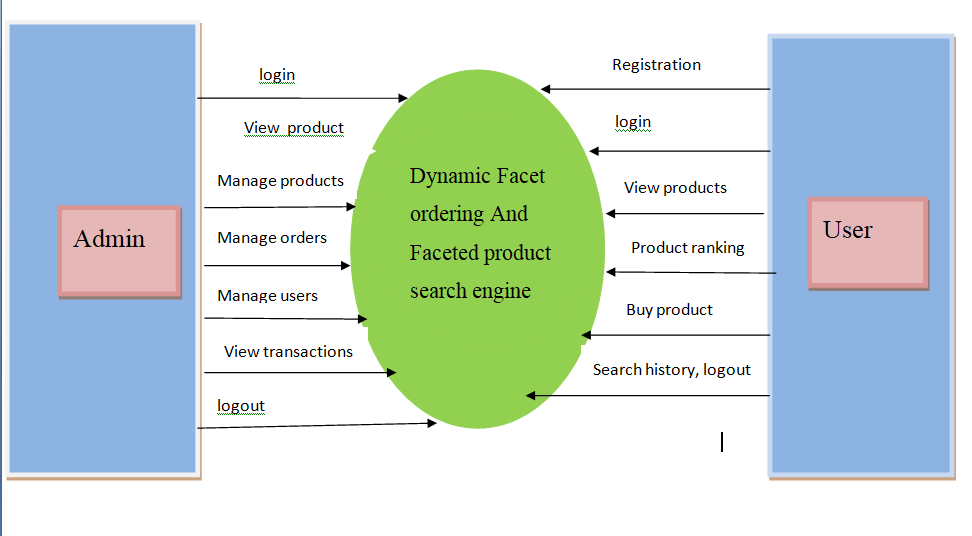 login
View product
Manage products
Manage orders
Manage users
View transactions
logout
Admin
Dynamic Facet
ordering And
Faceted product
search engine
Registration
login
View products
Product ranking
Buy product
Search history, logout
User